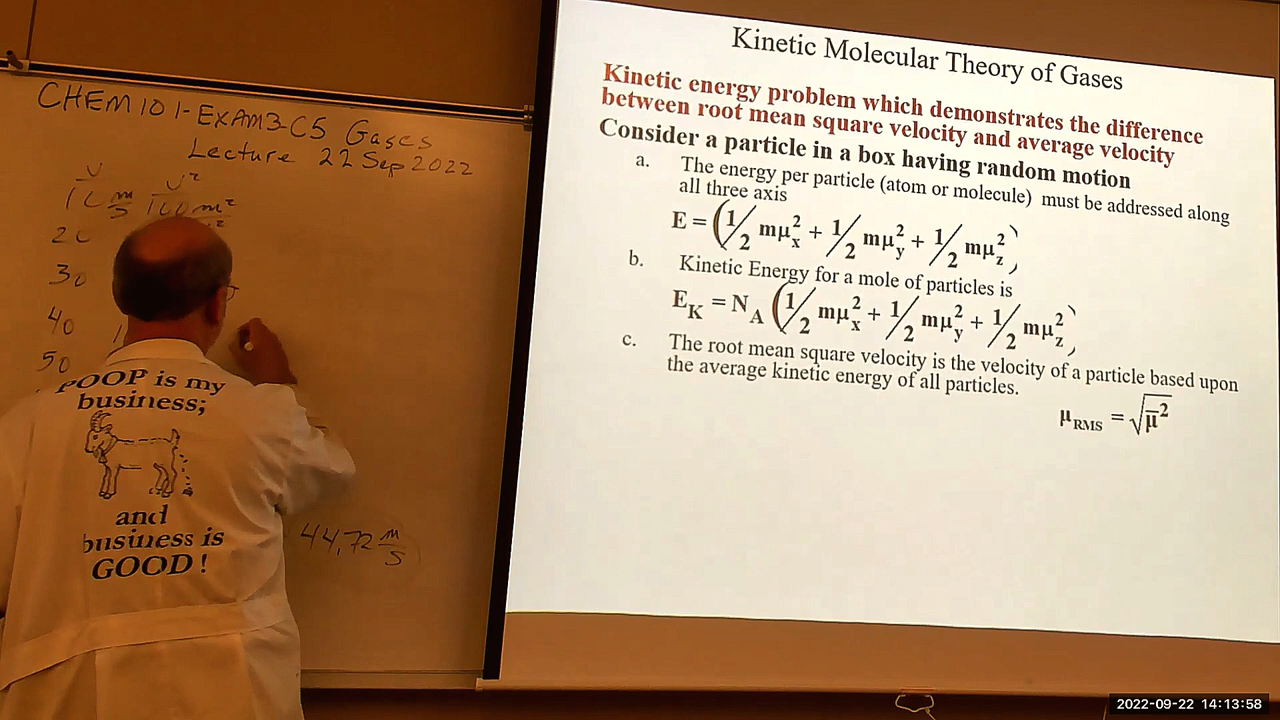 CHEM 101-EXAM3-C5 Gases
Lecture 22 Sep 2022
10 m/s 100 m²
20
30
40 1
50
44.72 m/s
POOP is my
business;
and
business is
GOOD!
Kinetic Molecular Theory of Gases
Kinetic energy problem which demonstrates the difference
between root mean square velocity and average velocity
Consider a particle in a box having random motion
a. The energy per particle (atom or molecule) must be addressed along
all three axis
E = (1/2 mμx² + 1/2 mμy² + 1/2 mμz²)
b. Kinetic Energy for a mole of particles is
EK = NA (1/2 mμx² + 1/2 mμy² + 1/2 mμz²)
c. The root mean square velocity is the velocity of a particle based upon
the average kinetic energy of all particles.
μRMS = √μ̅²
2022-09-22 14:13:58